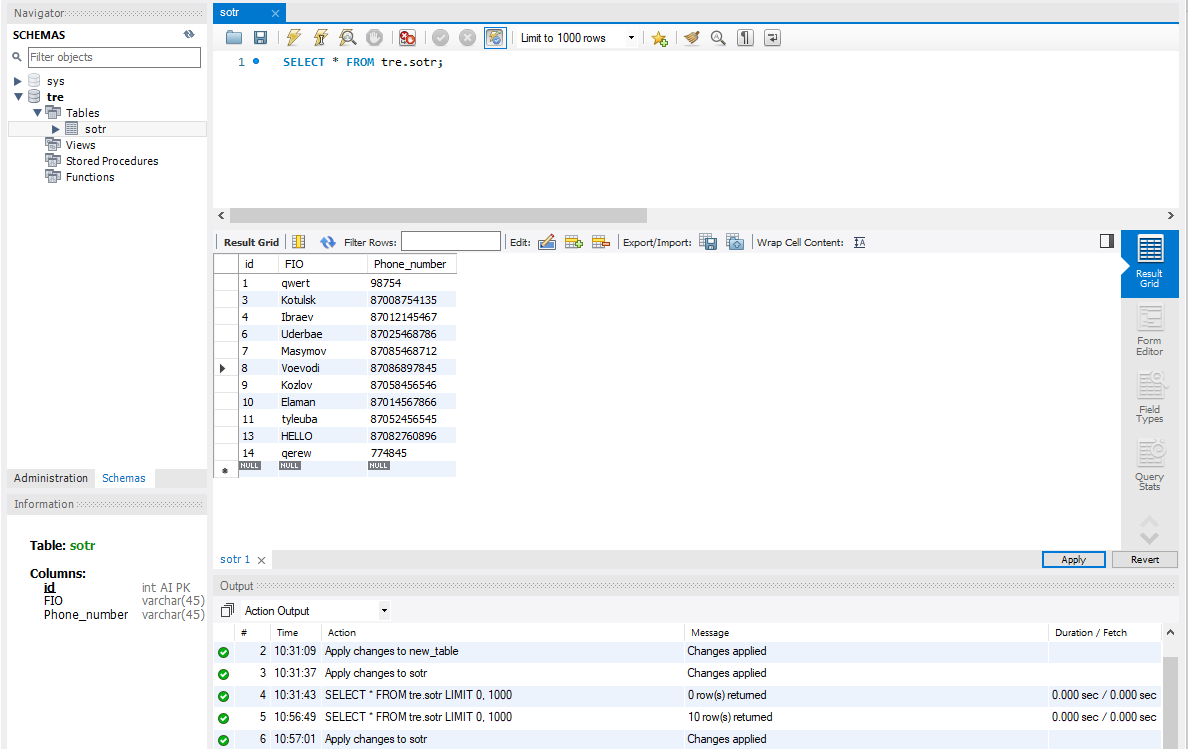 Navigator
SCHEMAS
Filter objects
sys
tre
Tables
sotr
Views
Stored Procedures
Functions
Administration Schemas
Information
Table: sotr
Columns:
id int AI PK
FIO varchar(45)
Phone_number varchar(45)
sotr
Limit to 1000 rows
1 SELECT * FROM tre.sotr;
Result Grid Filter Rows: Edit: Export/Import: Wrap Cell Content:
id FIO Phone_number
1 qwert 98754
3 Kotulsk 87008754135
4 Ibraev 87012145467
6 Uderbae 87025468786
7 Masymov 87085468712
8 Voevodi 87086897845
9 Kozlov 87058456546
10 Elaman 87014567866
11 tyleuba 87052456545
13 HELLO 87082760896
14 qerew 774845
NULL NULL NULL
Result
Grid
Form
Editor
Field
Types
Query
Stats
sotr 1
Apply Revert
Output
Action Output
# Time Action Message Duration / Fetch
2 10:31:09 Apply changes to new_table Changes applied
3 10:31:37 Apply changes to sotr Changes applied
4 10:31:43 SELECT * FROM tre.sotr LIMIT 0, 1000 0 row(s) returned 0.000 sec / 0.000 sec
5 10:56:49 SELECT * FROM tre.sotr LIMIT 0, 1000 10 row(s) returned 0.000 sec / 0.000 sec
6 10:57:01 Apply changes to sotr Changes applied